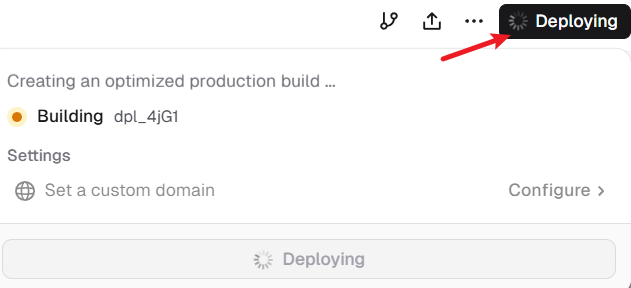 Deploying
Creating an optimized production build ...
Building dpl_4jG1
Settings
Set a custom domain Configure
Deploying